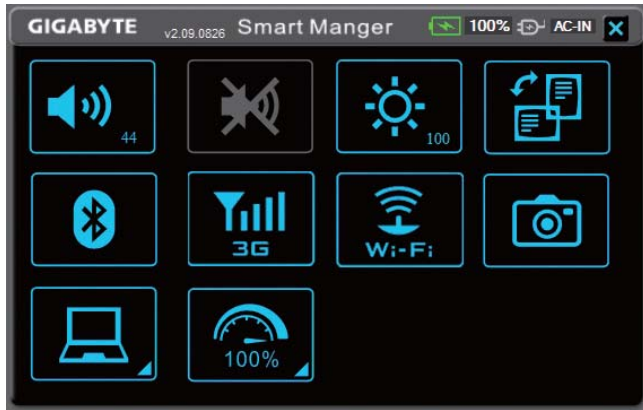 GIGABYTE v2.09.0826 Smart Manger 100% AC-IN
44
100
3G
Wi-Fi
100%